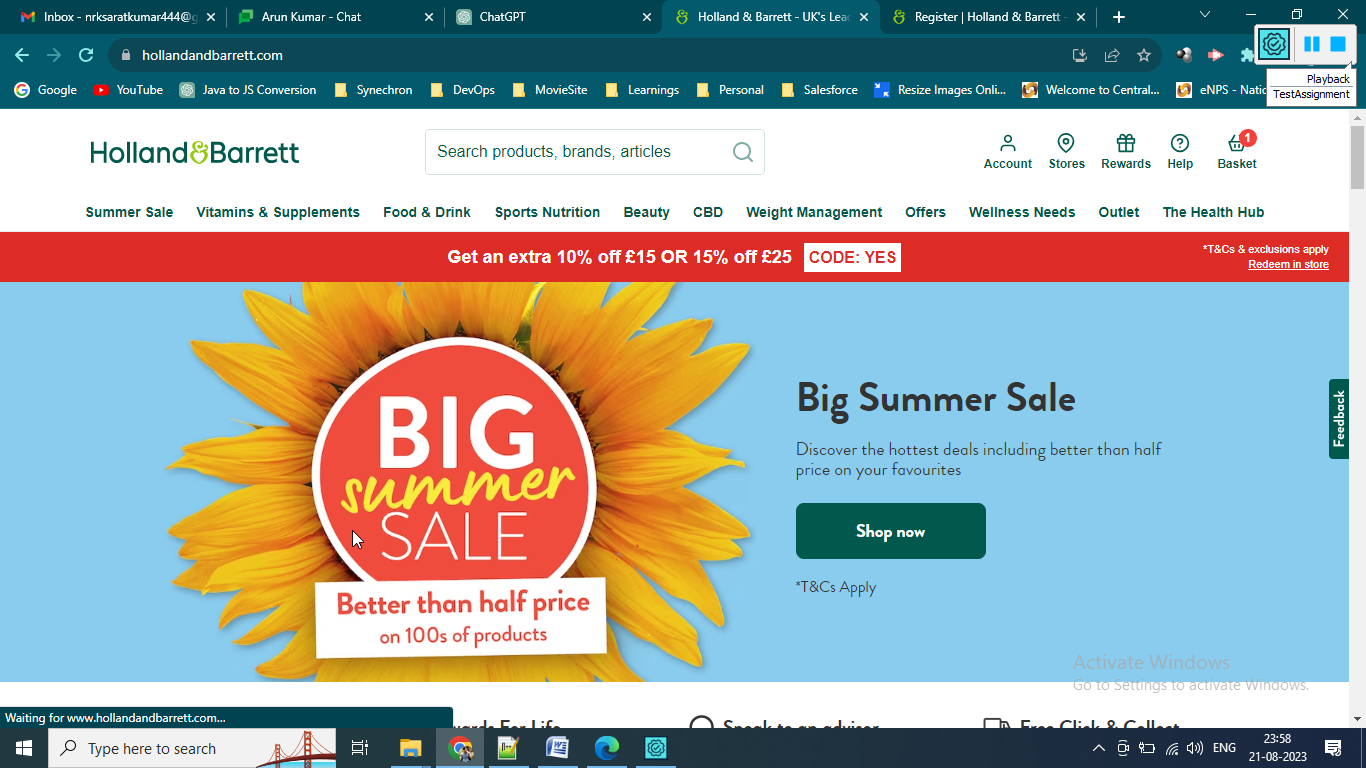 Inbox - nrksaratkumar444@g
Arun Kumar - Chat
ChatGPT
Holland & Barrett - UK's Lea
Register | Holland & Barrett -
hollandandbarrett.com
Playback
TestAssignment
Google
YouTube
Java to JS Conversion
Synechron
DevOps
MovieSite
Learnings
Personal
Salesforce
Resize Images Onli...
Welcome to Central...
eNPS - Natio
Holland&Barrett
Search products, brands, articles
Account
Stores
Rewards
Help
1
Basket
Summer Sale
Vitamins & Supplements
Food & Drink
Sports Nutrition
Beauty
CBD
Weight Management
Offers
Wellness Needs
Outlet
The Health Hub
Get an extra 10% off £15 OR 15% off £25
CODE: YES
*T&Cs & exclusions apply
Redeem in store
BIG
summer
SALE
Better than half price
on 100s of products
Big Summer Sale
Discover the hottest deals including better than half
price on your favourites
Shop now
*T&Cs Apply
Feedback
Activate Windows
Go to Settings to activate Windows.
Waiting for www.hollandandbarrett.com...
For Life
Speak to an adviser
Free Click & Collect
Type here to search
ENG
23:58
21-08-2023